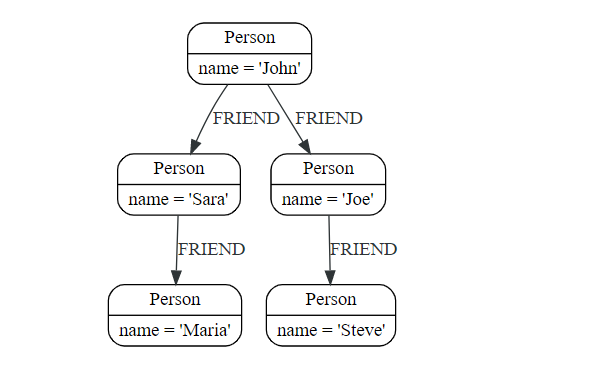 Person
name = 'John'
FRIEND
FRIEND
Person
name = 'Sara'
Person
name = 'Joe'
FRIEND
FRIEND
Person
name = 'Maria'
Person
name = 'Steve'